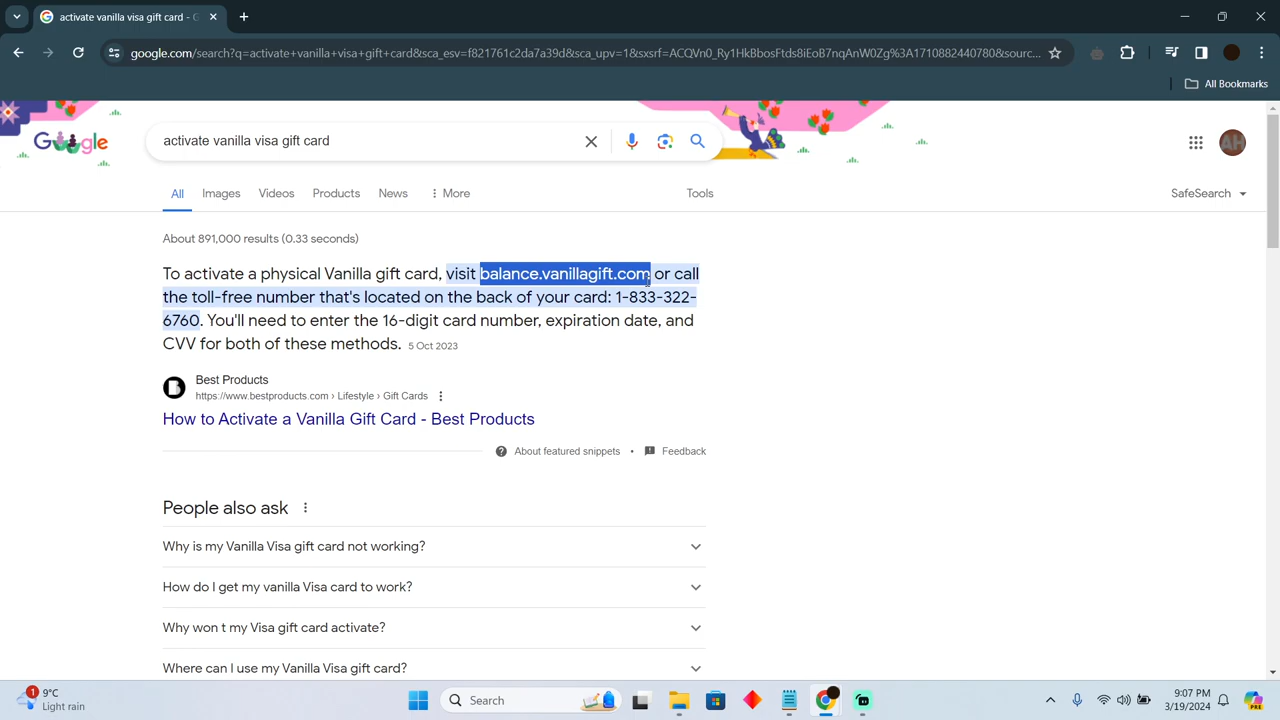 activate vanilla visa gift card - G
google.com/search?q=activate+vanilla+visa+gift+card&sca_esv=f821761c2da7a39d&sca_upv=1&sxsrf=ACQVn0_Ry1HkBbosFtds8iEoB7nqAnW0Zg%3A1710882440780&sourc...
All Bookmarks
Google
activate vanilla visa gift card
AH
All
Images
Videos
Products
News
More
Tools
SafeSearch
About 891,000 results (0.33 seconds)
To activate a physical Vanilla gift card, visit balance.vanillagift.com or call
the toll-free number that's located on the back of your card: 1-833-322-
6760. You'll need to enter the 16-digit card number, expiration date, and
CVV for both of these methods. 5 Oct 2023
B
Best Products
https://www.bestproducts.com › Lifestyle › Gift Cards
How to Activate a Vanilla Gift Card - Best Products
About featured snippets • Feedback
People also ask
Why is my Vanilla Visa gift card not working?
How do I get my vanilla Visa card to work?
Why won t my Visa gift card activate?
Where can I use my Vanilla Visa gift card?
1
9°C
Light rain
Search
9:07 PM
3/19/2024
PRE